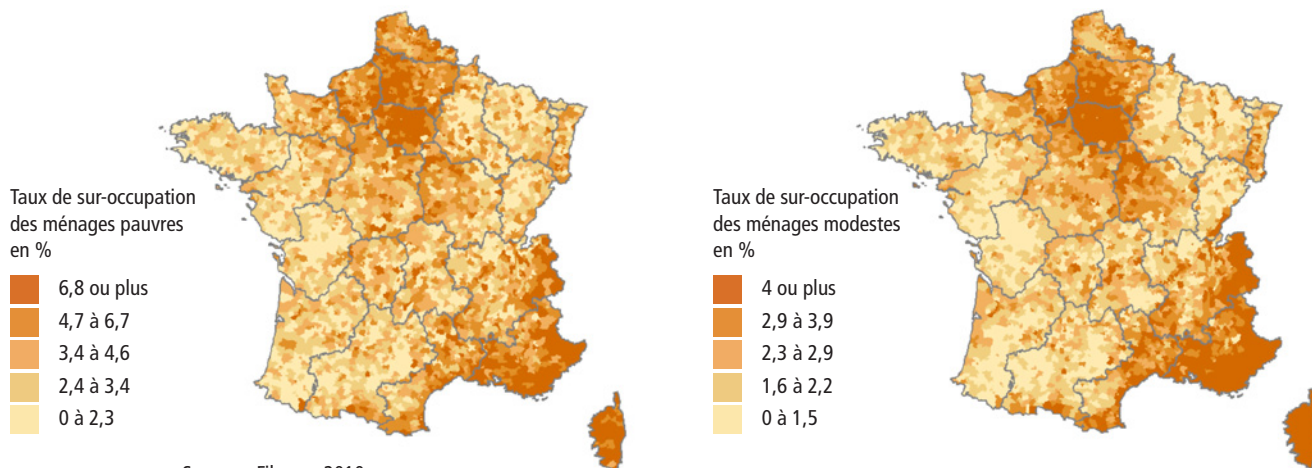 Taux de sur-occupation
des ménages pauvres
en %
6,8 ou plus
4,7 à 6,7
3,4 à 4,6
2,4 à 3,4
0 à 2,3
Taux de sur-occupation
des ménages modestes
en %
4 ou plus
2,9 à 3,9
2,3 à 2,9
1,6 à 2,2
0 à 1,5